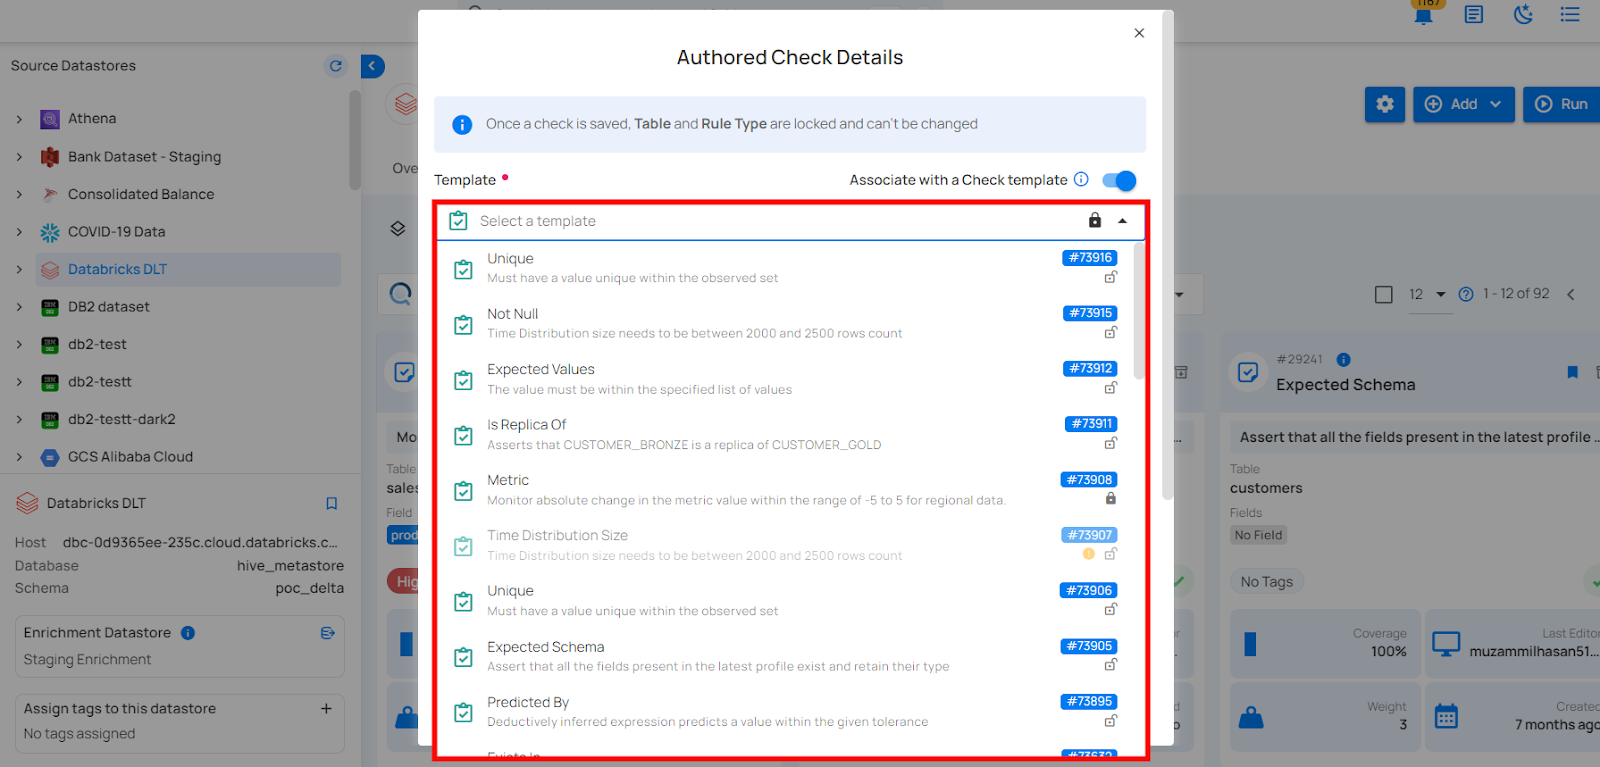 1167
Authored Check Details
Source Datastores
Add
Run
Once a check is saved, Table and Rule Type are locked and can't be changed
Athena
Bank Dataset - Staging
Consolidated Balance
COVID-19 Data
Databricks DLT
DB2 dataset
db2-test
db2-testt
db2-testt-dark2
GCS Alibaba Cloud
Databricks DLT
Host dbc-0d9365ee-235c.cloud.databricks.c...
Database hive_metastore
Schema poc_delta
Enrichment Datastore
Staging Enrichment
Assign tags to this datastore
No tags assigned
Ove
Template
Associate with a Check template
Select a template
Unique #73916
Must have a value unique within the observed set
Not Null #73915
Time Distribution size needs to be between 2000 and 2500 rows count
Expected Values #73912
The value must be within the specified list of values
Is Replica Of #73911
Asserts that CUSTOMER_BRONZE is a replica of CUSTOMER_GOLD
Metric #73908
Monitor absolute change in the metric value within the range of -5 to 5 for regional data.
Time Distribution Size #73907
Time Distribution size needs to be between 2000 and 2500 rows count
Unique #73906
Must have a value unique within the observed set
Expected Schema #73905
Assert that all the fields present in the latest profile exist and retain their type
Predicted By #73895
Deductively inferred expression predicts a value within the given tolerance
Exists In #73632
Mo
Table
sales
Field
prod
Hig
12 1 - 12 of 92
#29241
Expected Schema
Assert that all the fields present in the latest profile ...
Table
customers
Fields
No Field
No Tags
Coverage
100%
Last Editor
muzammilhasan51...
Weight
3
Created
7 months ago